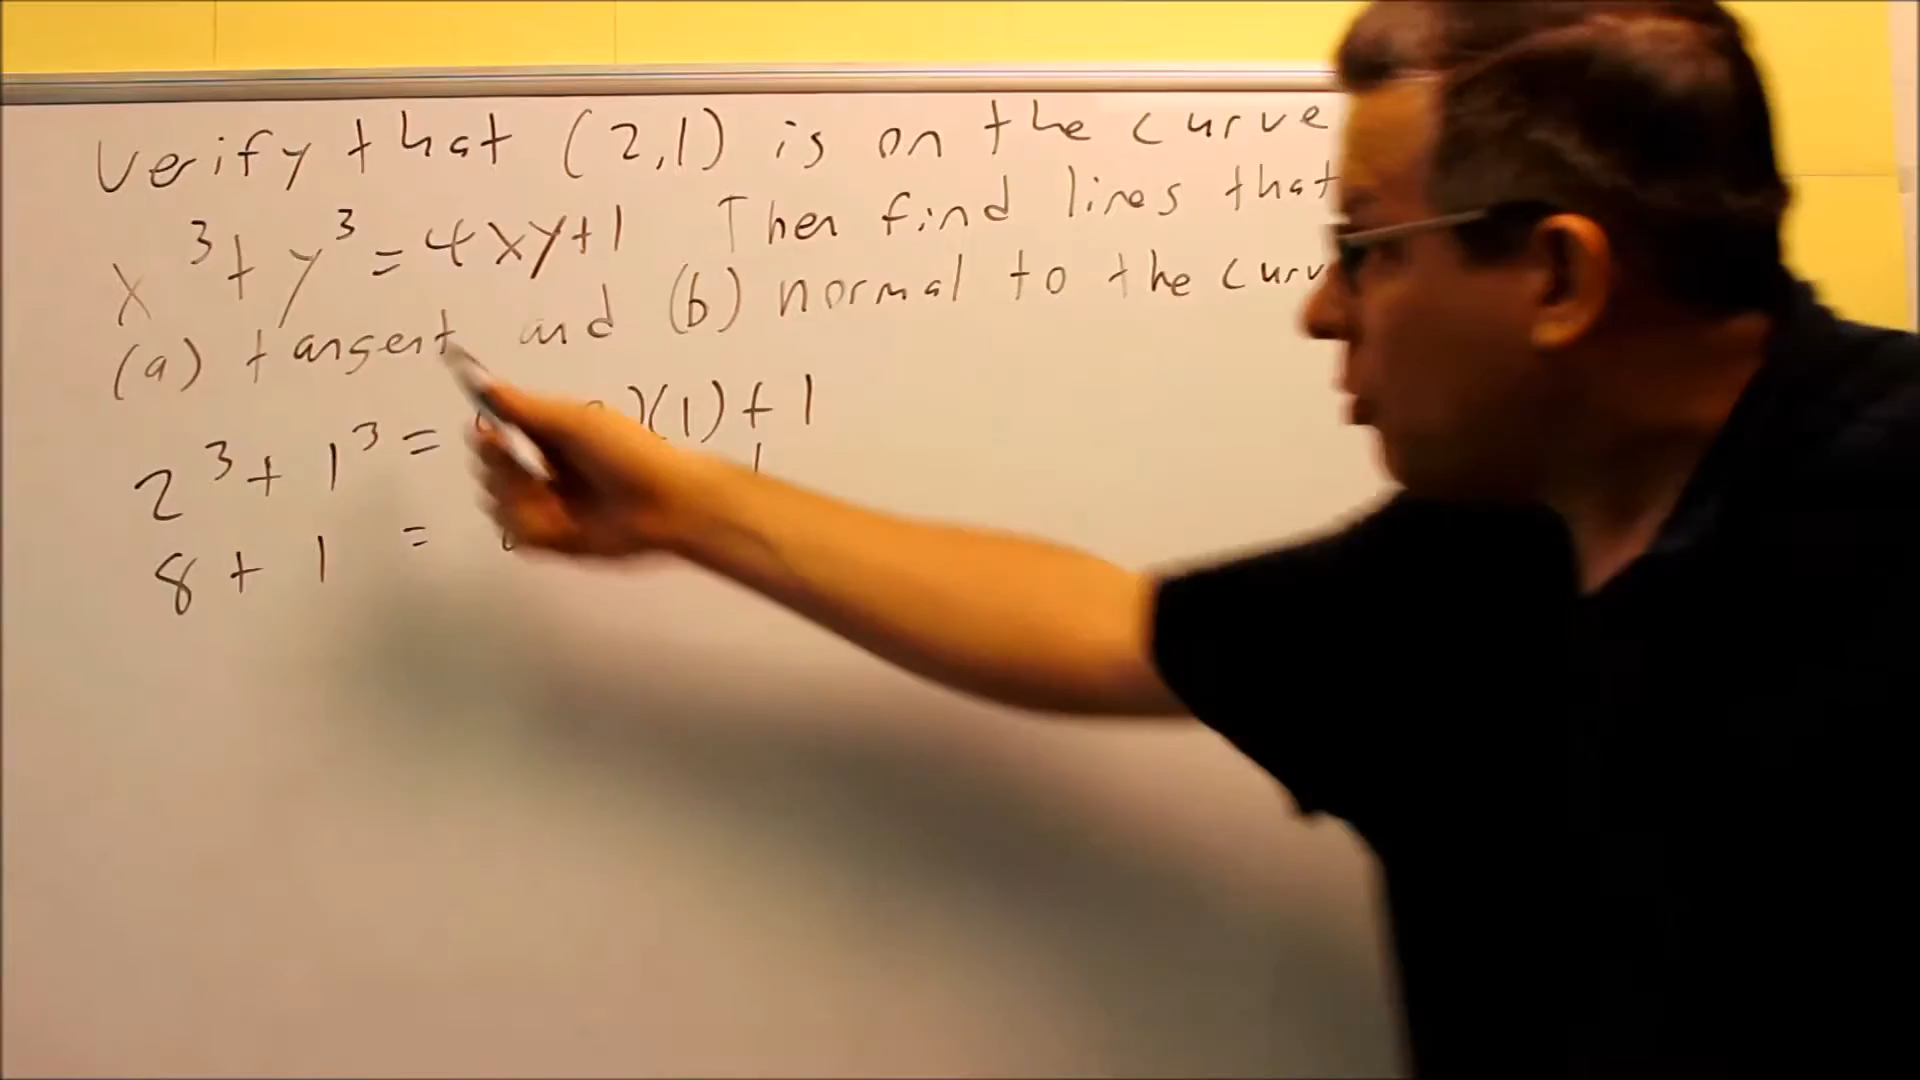 Verify that (2,1) is on the curve
x³ + y³ = 4xy+1 Then find lines that
(a) tangent and (b) normal to the curv
2³ + 1³ = )(1) + 1
8 + 1 =